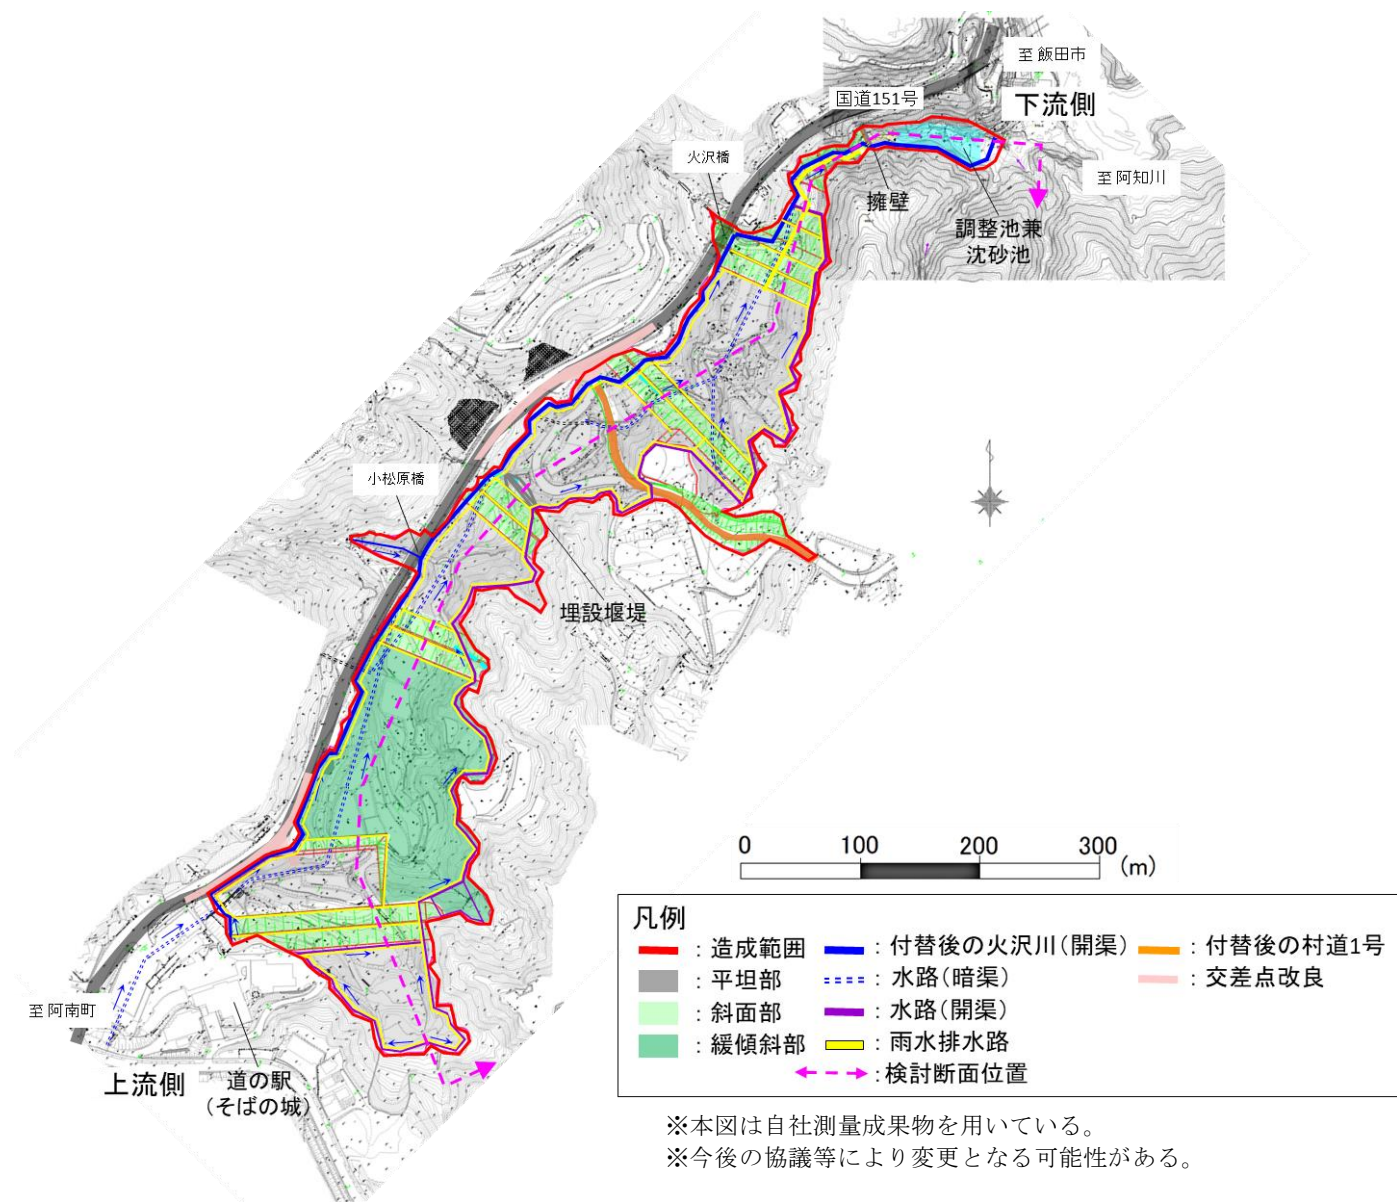 至 飯田市
国道151号
下流側
火沢橋
至 阿知川
擁壁
調整池兼
沈砂池
小松原橋
埋設堰堤
0 100 200 300
(m)
至 阿南町
上流側
道の駅
(そばの城)
凡例
：造成範囲
：付替後の火沢川(開渠)
：付替後の村道1号
：平坦部
：水路(暗渠)
：交差点改良
：斜面部
：水路(開渠)
：緩傾斜部
：雨水排水路
：検討断面位置
※本図は自社測量成果物を用いている。
※今後の協議等により変更となる可能性がある。